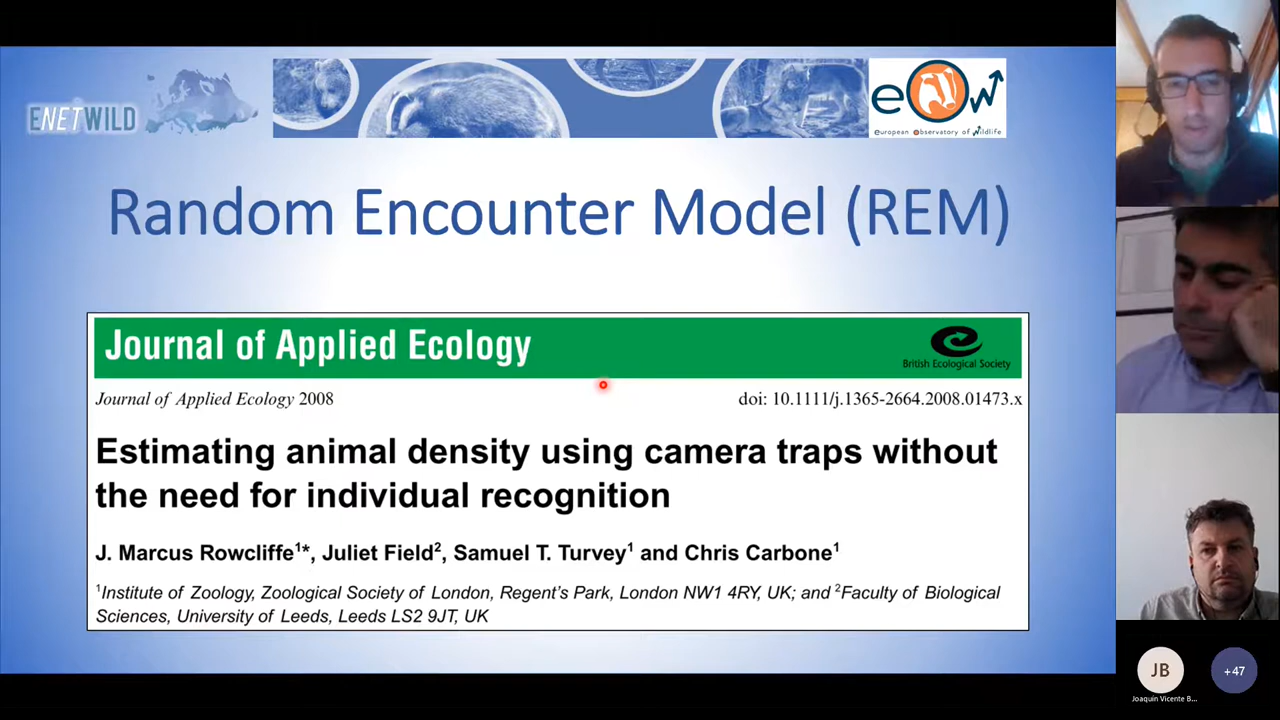 ENETWILD
eow
european observatory of wildlife
Random Encounter Model (REM)
Journal of Applied Ecology
British Ecological Society
Journal of Applied Ecology 2008
doi: 10.1111/j.1365-2664.2008.01473.x
Estimating animal density using camera traps without
the need for individual recognition
J. Marcus Rowcliffe¹*, Juliet Field², Samuel T. Turvey¹ and Chris Carbone¹
¹Institute of Zoology, Zoological Society of London, Regent's Park, London NW1 4RY, UK; and ²Faculty of Biological
Sciences, University of Leeds, Leeds LS2 9JT, UK
JB
+47
Joaquín Vicente B...